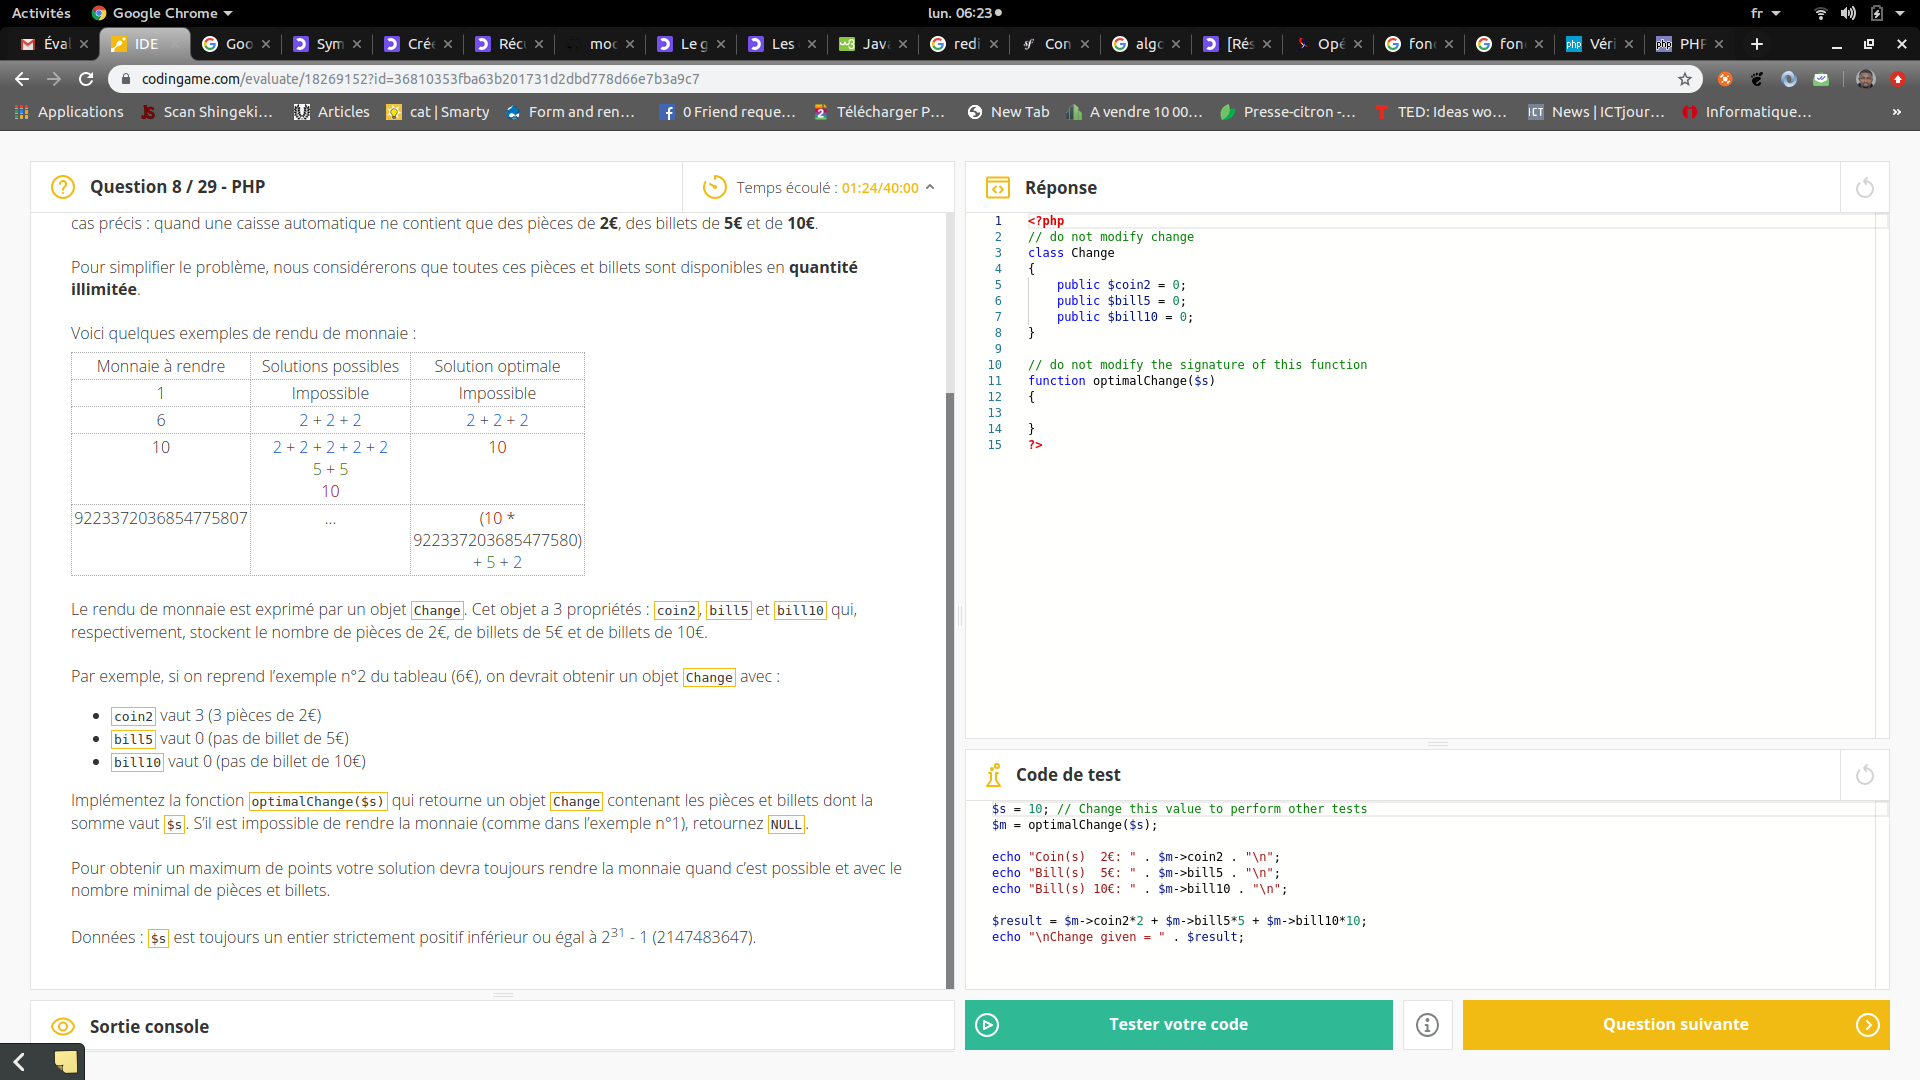 Activités
Google Chrome
lun. 06:23
fr
Éval
IDE
Goo
Sym
Crée
Récu
moc
Le g
Les
Java
redi
Con
algo
[Rés
Opé
fonc
fon
Véri
PHP
codingame.com/evaluate/18269152?id=36810353fba63b201731d2dbd778d66e7b3a9c7
Applications
Scan Shingeki...
Articles
cat | Smarty
Form and ren...
0 Friend reque...
Télécharger P...
New Tab
A vendre 10 00...
Presse-citron -...
TED: Ideas wo...
News | ICTjour...
Informatique...
»
Question 8 / 29 - PHP
Temps écoulé : 01:24/40:00
cas précis : quand une caisse automatique ne contient que des pièces de 2€, des billets de 5€ et de 10€.
Pour simplifier le problème, nous considérerons que toutes ces pièces et billets sont disponibles en quantité
illimitée.
Voici quelques exemples de rendu de monnaie :
Monnaie à rendre Solutions possibles Solution optimale
1 Impossible Impossible
6 2 + 2 + 2 2 + 2 + 2
10 2 + 2 + 2 + 2 + 2 10
5 + 5
10
9223372036854775807 ... (10 *
922337203685477580)
+ 5 + 2
Le rendu de monnaie est exprimé par un objet Change. Cet objet a 3 propriétés : coin2, bill5 et bill10 qui,
respectivement, stockent le nombre de pièces de 2€, de billets de 5€ et de billets de 10€.
Par exemple, si on reprend l'exemple n°2 du tableau (6€), on devrait obtenir un objet Change avec :
• coin2 vaut 3 (3 pièces de 2€)
• bill5 vaut 0 (pas de billet de 5€)
• bill10 vaut 0 (pas de billet de 10€)
Implémentez la fonction optimalChange($s) qui retourne un objet Change contenant les pièces et billets dont la
somme vaut $s. S'il est impossible de rendre la monnaie (comme dans l'exemple n°1), retournez NULL.
Pour obtenir un maximum de points votre solution devra toujours rendre la monnaie quand c'est possible et avec le
nombre minimal de pièces et billets.
Données : $s est toujours un entier strictement positif inférieur ou égal à 2^31 - 1 (2147483647).
Sortie console
Réponse
1 <?php
2 // do not modify change
3 class Change
4 {
5 public $coin2 = 0;
6 public $bill5 = 0;
7 public $bill10 = 0;
8 }
9
10 // do not modify the signature of this function
11 function optimalChange($s)
12 {
13
14 }
15 ?>
Code de test
$s = 10; // Change this value to perform other tests
$m = optimalChange($s);
echo "Coin(s)  2€: " . $m->coin2 . "\n";
echo "Bill(s)  5€: " . $m->bill5 . "\n";
echo "Bill(s) 10€: " . $m->bill10 . "\n";
$result = $m->coin2*2 + $m->bill5*5 + $m->bill10*10;
echo "\nChange given = " . $result;
Tester votre code
Question suivante